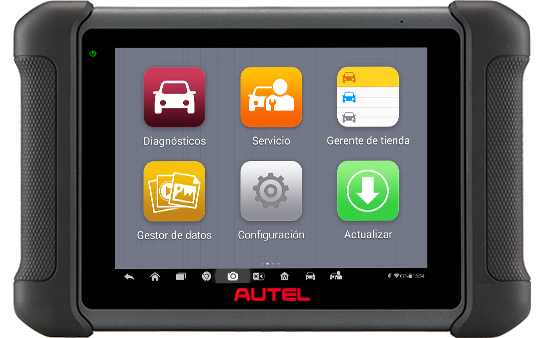 Diagnósticos
Servicio
Gerente de tienda
Gestor de datos
Configuración
Actualizar
AUTEL